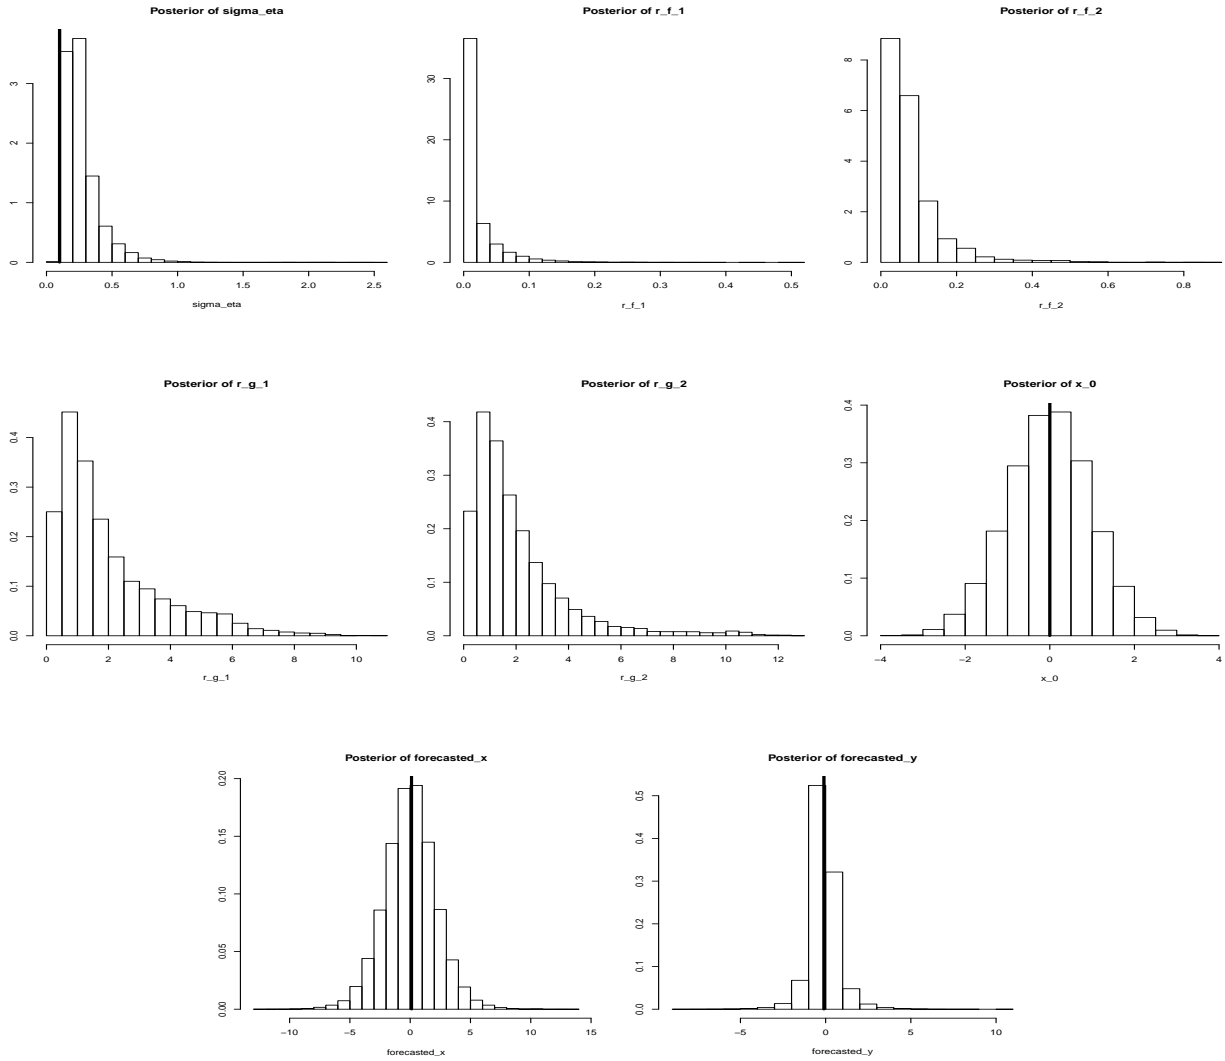 Posterior of sigma_eta
0 1 2 3
0.0 0.5 1.0 1.5 2.0 2.5
sigma_eta
Posterior of r_f_1
0 10 20 30
0.0 0.1 0.2 0.3 0.4 0.5
r_f_1
Posterior of r_f_2
0 2 4 6 8
0.0 0.2 0.4 0.6 0.8
r_f_2
Posterior of r_g_1
0.0 0.1 0.2 0.3 0.4
0 2 4 6 8 10
r_g_1
Posterior of r_g_2
0.0 0.1 0.2 0.3 0.4
0 2 4 6 8 10 12
r_g_2
Posterior of x_0
0.0 0.1 0.2 0.3 0.4
−4 −2 0 2 4
x_0
Posterior of forecasted_x
0.00 0.05 0.10 0.15 0.20
−10 −5 0 5 10 15
forecasted_x
Posterior of forecasted_y
0.0 0.1 0.2 0.3 0.4 0.5
−5 0 5 10
forecasted_y